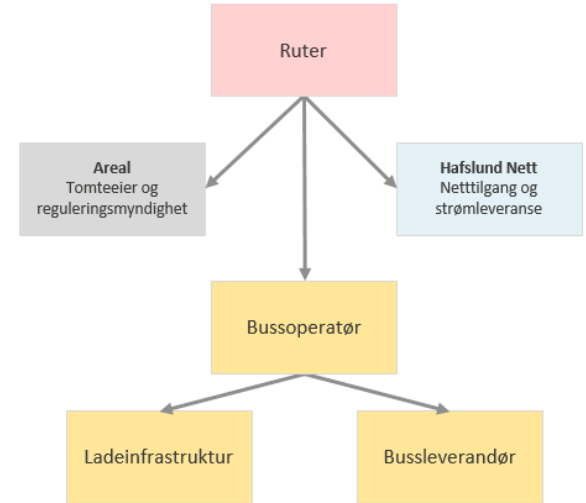 Ruter
Areal
Tomteeier og
reguleringsmyndighet
Hafslund Nett
Netttilgang og
strømleveranse
Bussoperatør
Ladeinfrastruktur
Bussleverandør